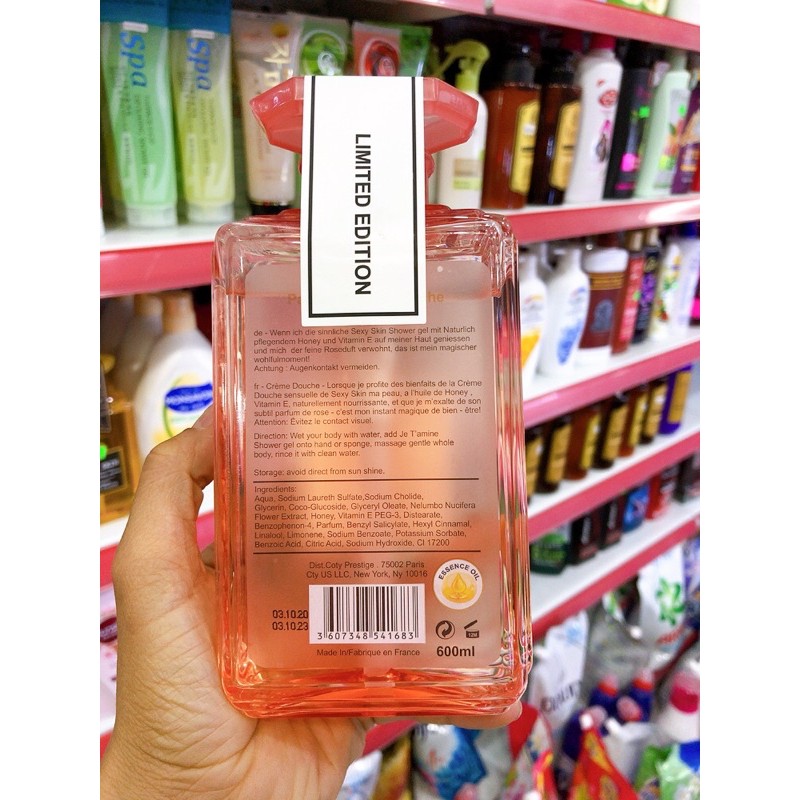 Spa
Spa
LIMITED EDITION
de - Wenn ich die sinnliche Sexy Skin Shower gel mit Naturlich
pflegendem Honey und Vitamin E auf meiner Haut geniessen
und mich der feine Roseduft verwohnt, das ist mein magischer
wohlfuimoment!
Achtung : Augenkontakt vermeiden.
fr - Crème Douche - Lorsque je profite des bienfaits de la Crème
Douche sensuelle de Sexy Skin ma peau, a l'huile de Honey ,
Vitamin E, naturellement nourrissante, et que je m'exalte de son
subtil parfum de rose - c'est mon instant magique de bien - être!
Attention: Évitez le contact visuel.
Direction: Wet your body with water, add Je T'amine
Shower gel onto hand or sponge, massage gentle whole
body, rince it with clean water.
Storage: avoid direct from sun shine.
Ingredients:
Aqua, Sodium Laureth Sulfate,Sodium Cholide,
Glycerin, Coco-Glucoside, Glyceryl Oleate, Nelumbo Nucifera
Flower Extract, Honey, Vitamin E PEG-3, Distearate.
Benzophenon-4, Parfum, Benzyl Salicylate, Hexyl Cinnamal,
Linalool, Limonene, Sodium Benzoate, Potassium Sorbate,
Benzoic Acid, Citric Acid, Sodium Hydroxide, CI 17200
Dist.Coty Prestige . 75002 Paris
Cty US LLC, New York, Ny 10016
ESSENCE OIL
03.10.20
03.10.23
3 607348 541683
12M
Made In/Fabrique en France
600ml